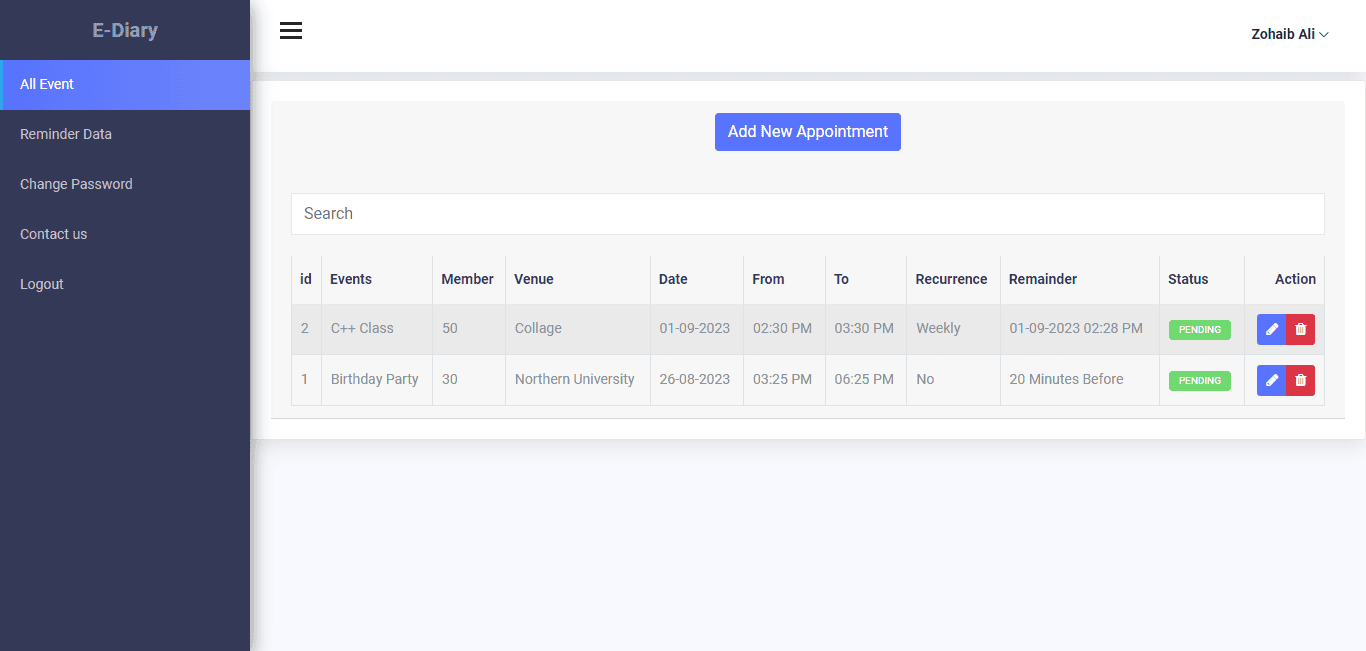 E-Diary
Zohaib Ali
All Event
Reminder Data
Change Password
Contact us
Logout
Add New Appointment
Search
id Events Member Venue Date From To Recurrence Remainder Status Action
2 C++ Class 50 Collage 01-09-2023 02:30 PM 03:30 PM Weekly 01-09-2023 02:28 PM PENDING
1 Birthday Party 30 Northern University 26-08-2023 03:25 PM 06:25 PM No 20 Minutes Before PENDING